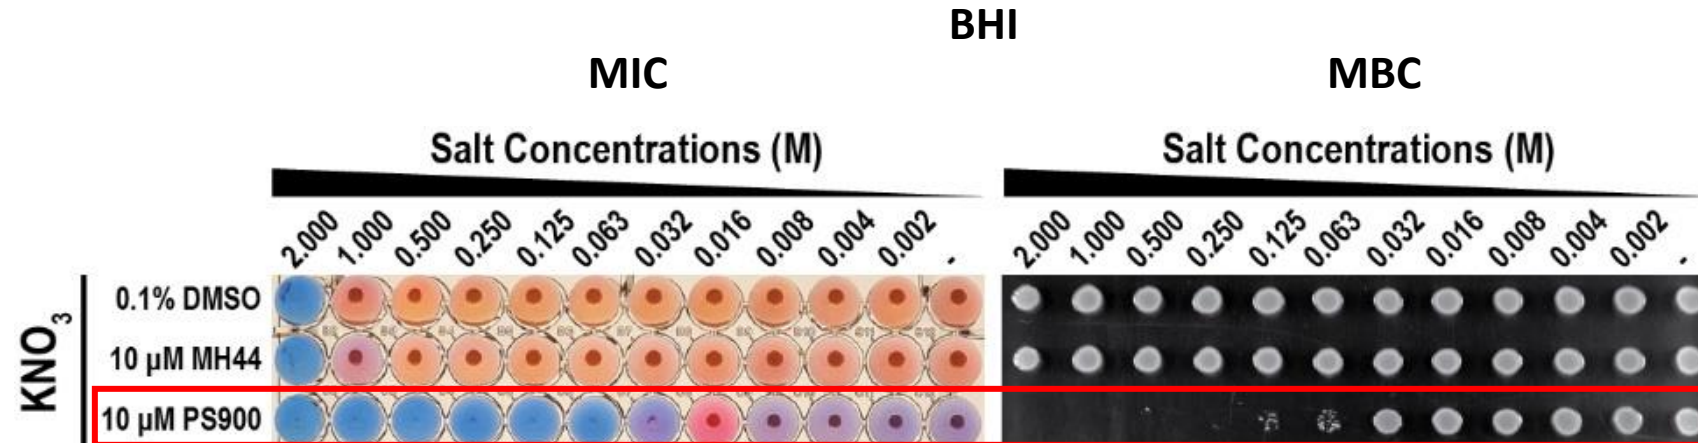 BHI
MIC MBC
Salt Concentrations (M) Salt Concentrations (M)
2.000 1.000 0.500 0.250 0.125 0.063 0.032 0.016 0.008 0.004 0.002 - 2.000 1.000 0.500 0.250 0.125 0.063 0.032 0.016 0.008 0.004 0.002 -
KNO3
0.1% DMSO
10 µM MH44
10 µM PS900